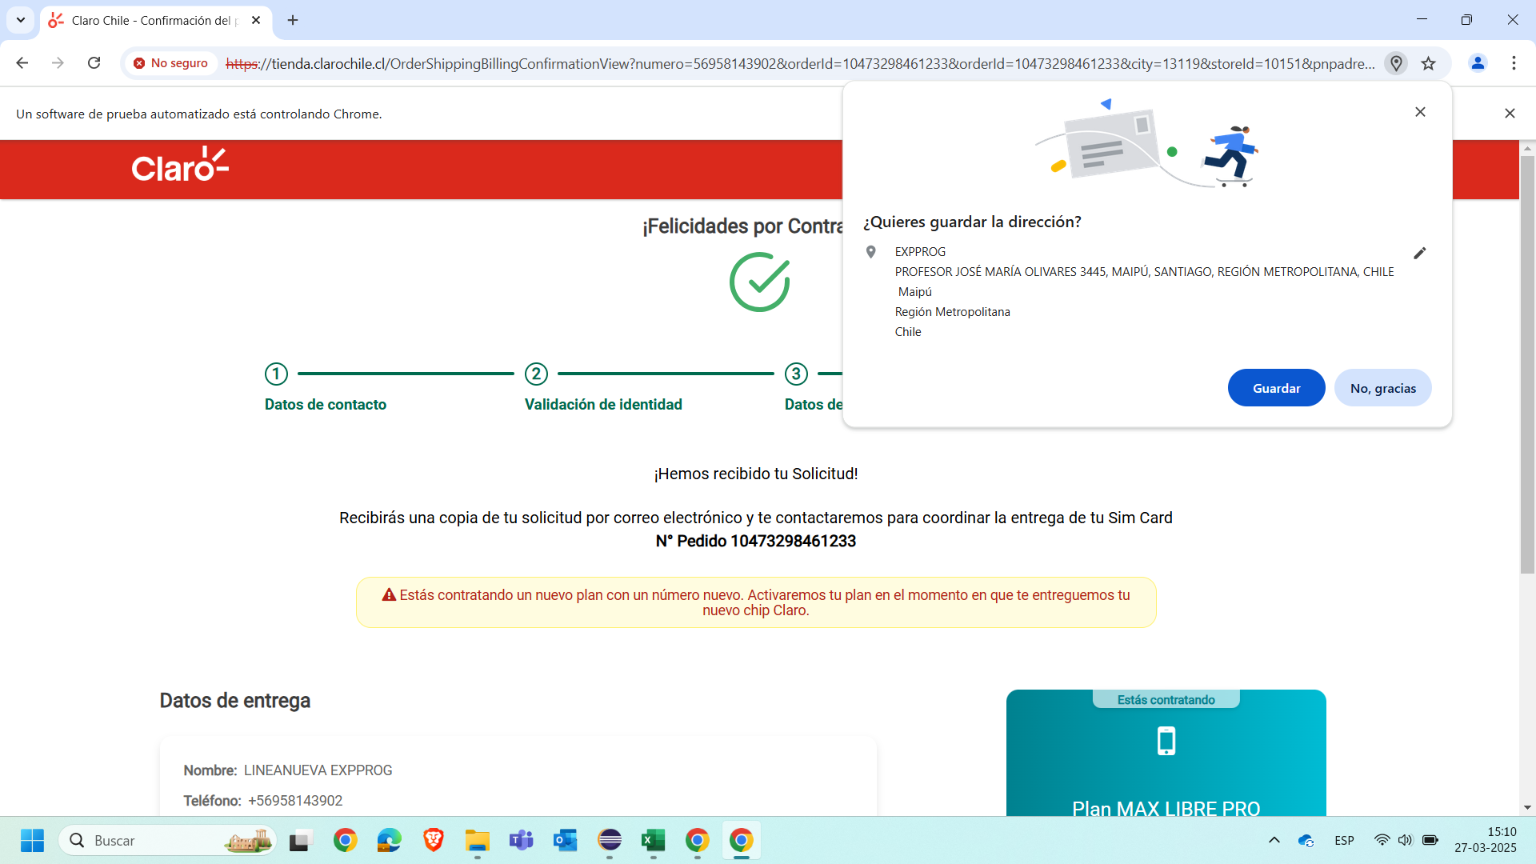 Claro Chile - Confirmación del p
No seguro
https://tienda.clarochile.cl/OrderShippingBillingConfirmationView?numero=56958143902&orderId=10473298461233&orderId=10473298461233&city=13119&storeId=10151&pnpadre...
Un software de prueba automatizado está controlando Chrome.
Claro
¡Felicidades por Contra
¿Quieres guardar la dirección?
EXPPROG
PROFESOR JOSÉ MARÍA OLIVARES 3445, MAIPÚ, SANTIAGO, REGIÓN METROPOLITANA, CHILE
Maipú
Región Metropolitana
Chile
Guardar
No, gracias
1
2
3
Datos de contacto
Validación de identidad
Datos de
¡Hemos recibido tu Solicitud!
Recibirás una copia de tu solicitud por correo electrónico y te contactaremos para coordinar la entrega de tu Sim Card
N° Pedido 10473298461233
Estás contratando un nuevo plan con un número nuevo. Activaremos tu plan en el momento en que te entreguemos tu
nuevo chip Claro.
Datos de entrega
Nombre: LINEANUEVA EXPPROG
Teléfono: +56958143902
Estás contratando
Plan MAX LIBRE PRO
Buscar
ESP
15:10
27-03-2025